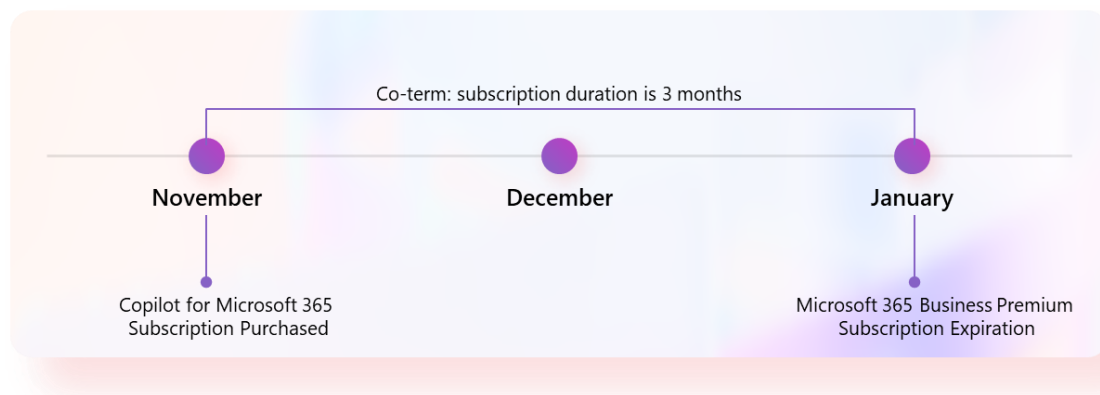 Co-term: subscription duration is 3 months
November
December
January
Copilot for Microsoft 365
Subscription Purchased
Microsoft 365 Business Premium
Subscription Expiration